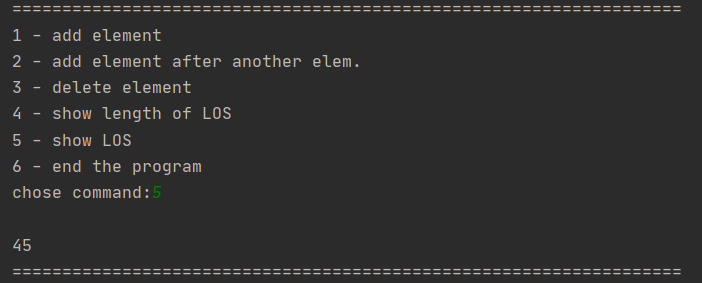 ===================================================================
1 - add element
2 - add element after another elem.
3 - delete element
4 - show length of LOS
5 - show LOS
6 - end the program
chose command:5
45
===================================================================